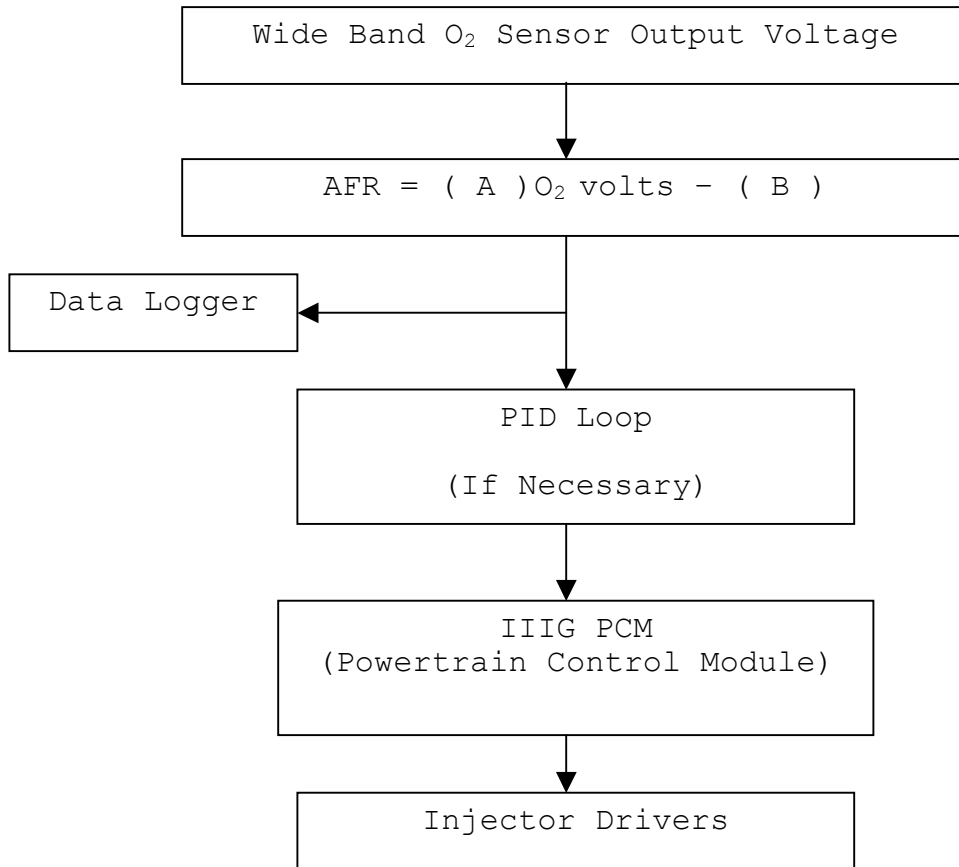 Wide Band O₂ Sensor Output Voltage
AFR = ( A )O₂ volts – ( B )
Data Logger
PID Loop
(If Necessary)
IIIG PCM
(Powertrain Control Module)
Injector Drivers